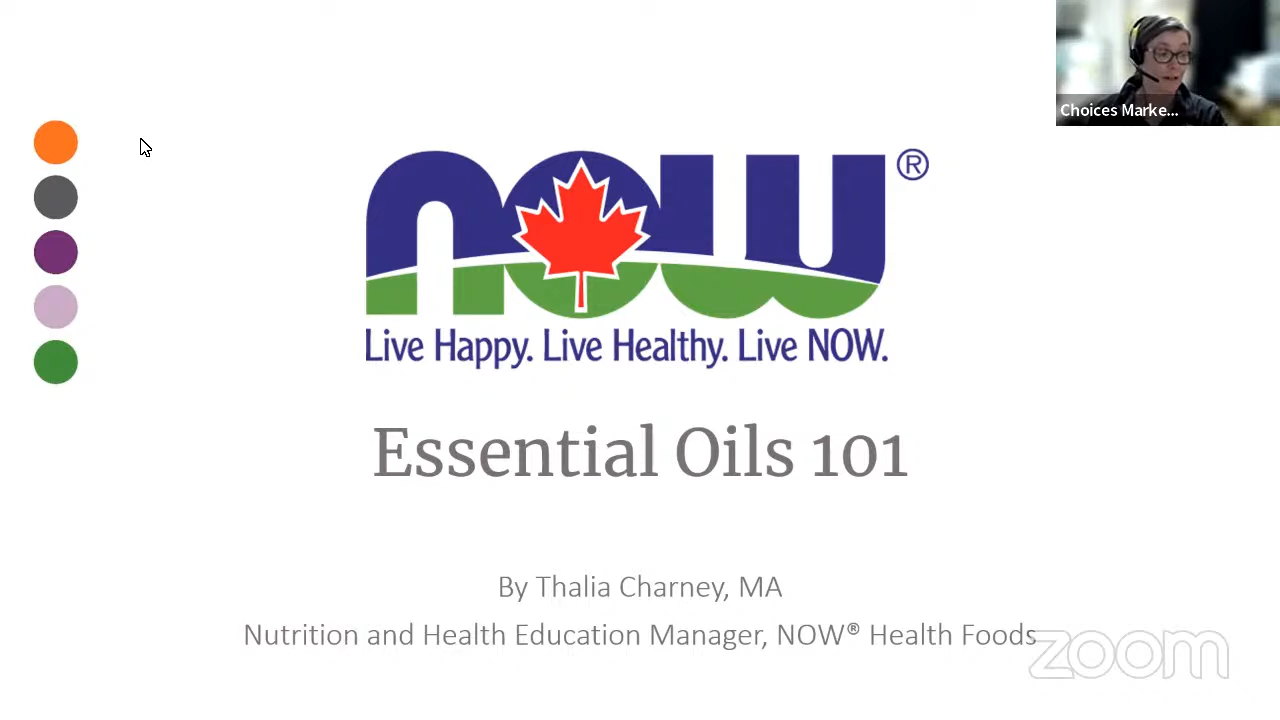 Choices Marke...
now®
Live Happy. Live Healthy. Live NOW.
Essential Oils 101
By Thalia Charney, MA
Nutrition and Health Education Manager, NOW® Health Foods
zoom